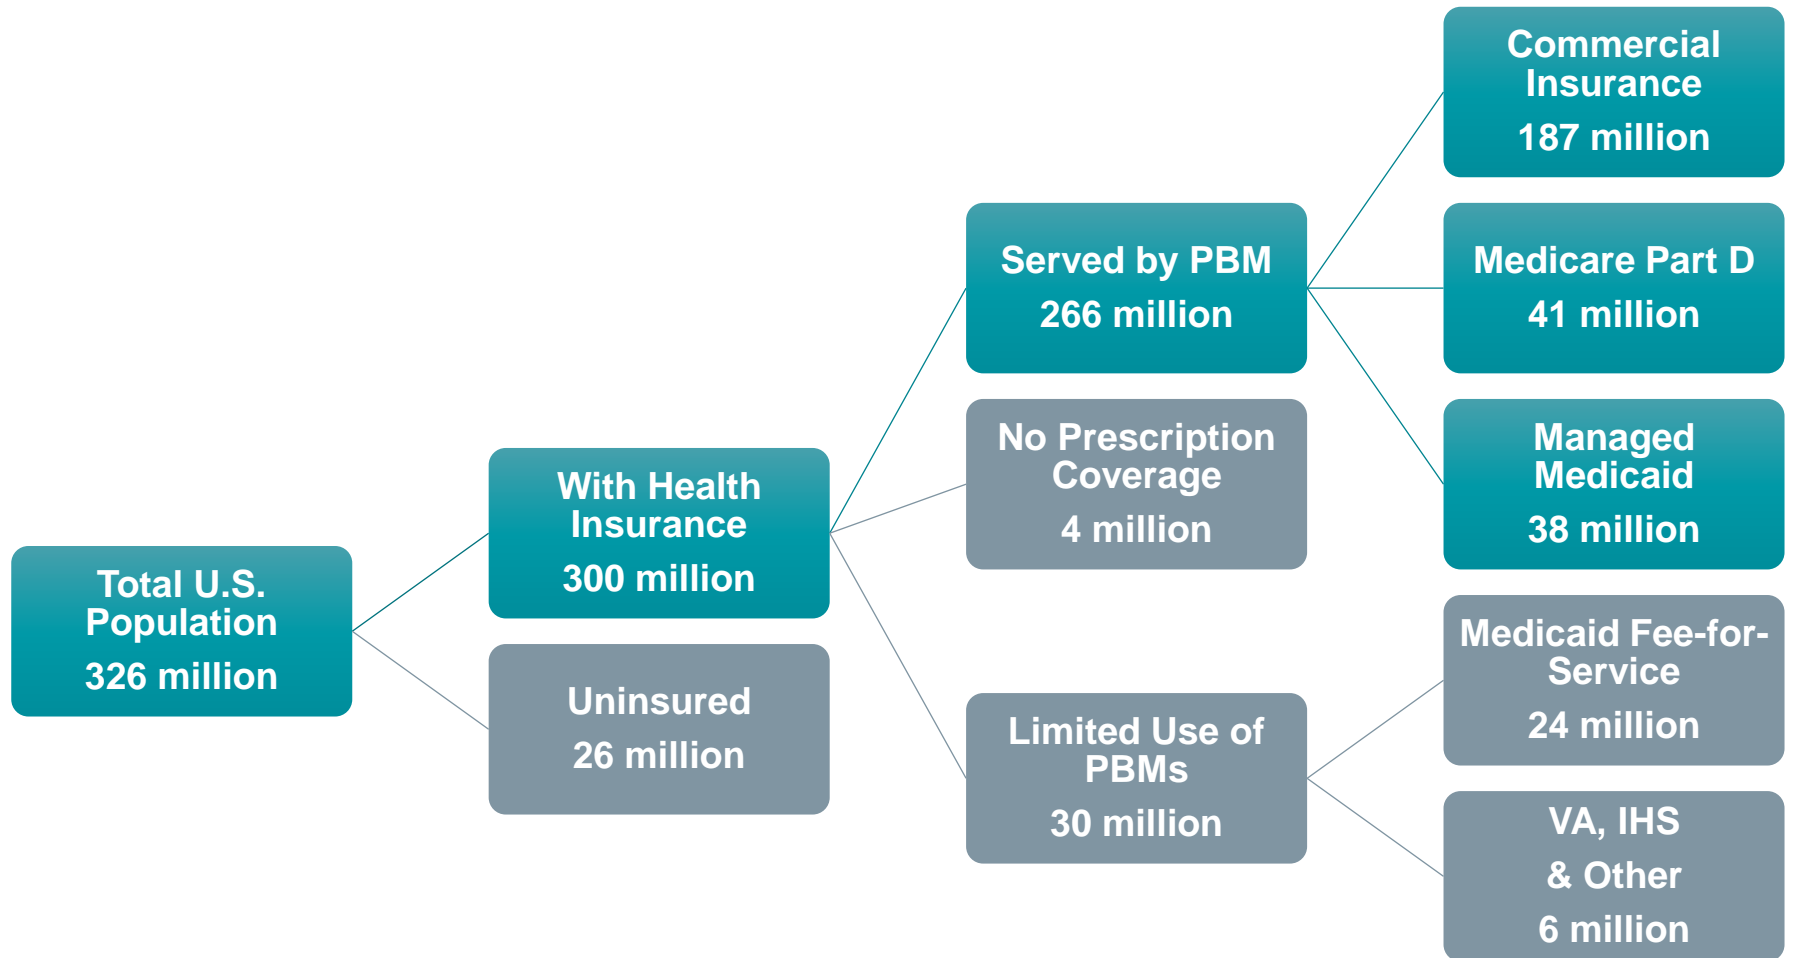 Total U.S.
Population
326 million
With Health
Insurance
300 million
Uninsured
26 million
Served by PBM
266 million
No Prescription
Coverage
4 million
Limited Use of
PBMs
30 million
Commercial
Insurance
187 million
Medicare Part D
41 million
Managed
Medicaid
38 million
Medicaid Fee-for-
Service
24 million
VA, IHS
& Other
6 million